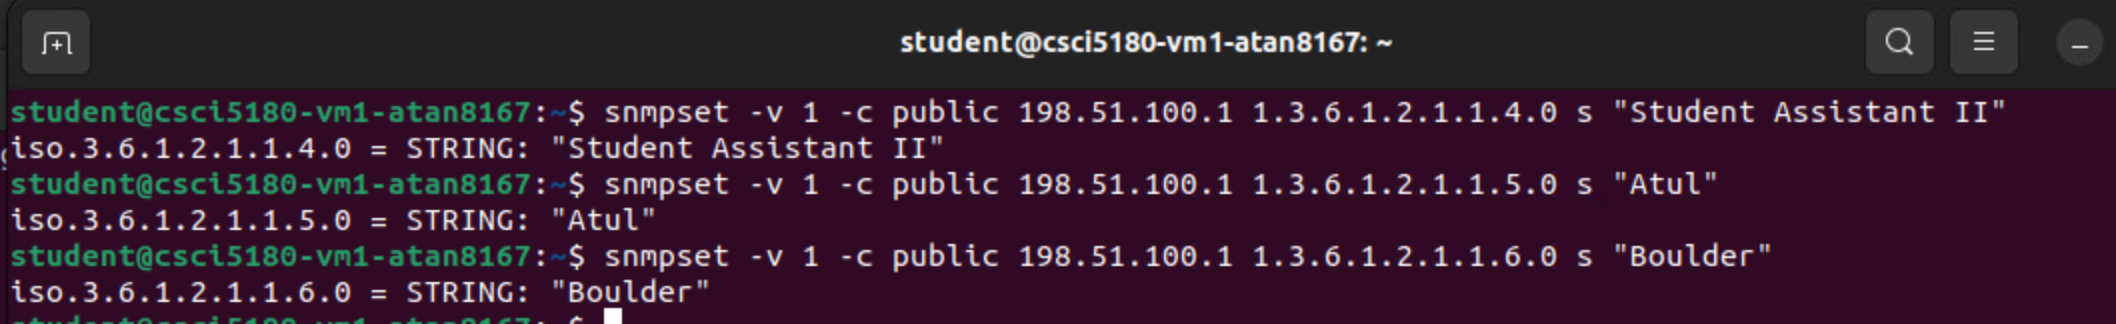 student@csci5180-vm1-atan8167: ~
student@csci5180-vm1-atan8167:~$ snmpset -v 1 -c public 198.51.100.1 1.3.6.1.2.1.1.4.0 s "Student Assistant II"
iso.3.6.1.2.1.1.4.0 = STRING: "Student Assistant II"
student@csci5180-vm1-atan8167:~$ snmpset -v 1 -c public 198.51.100.1 1.3.6.1.2.1.1.5.0 s "Atul"
iso.3.6.1.2.1.1.5.0 = STRING: "Atul"
student@csci5180-vm1-atan8167:~$ snmpset -v 1 -c public 198.51.100.1 1.3.6.1.2.1.1.6.0 s "Boulder"
iso.3.6.1.2.1.1.6.0 = STRING: "Boulder"
student@csci5180-vm1-atan8167:~$